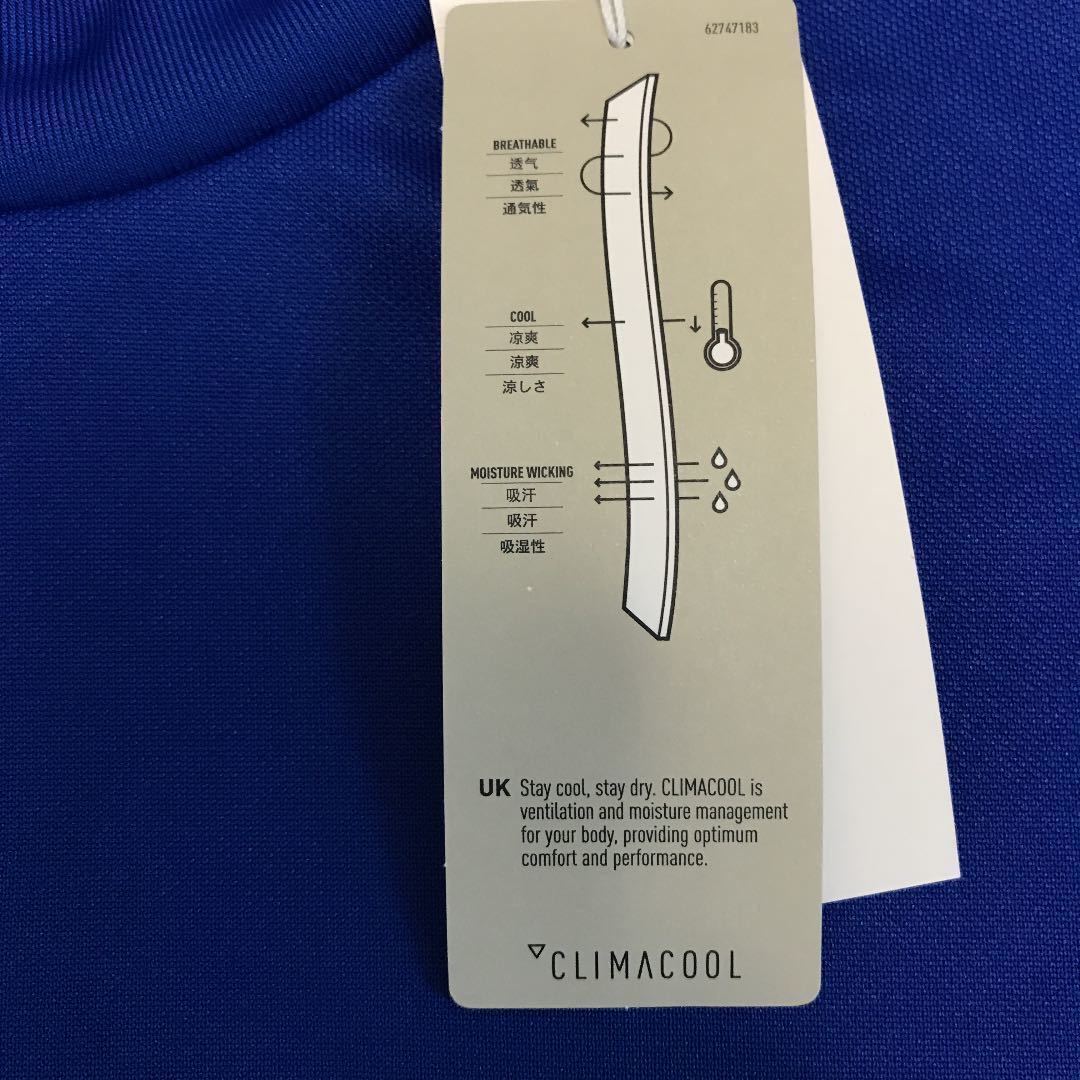 62747183
BREATHABLE
透气
透氣
通気性
COOL
凉爽
涼爽
涼しさ
MOISTURE WICKING
吸汗
吸汗
吸湿性
UK Stay cool, stay dry. CLIMACOOL is
ventilation and moisture management
for your body, providing optimum
comfort and performance.
CLIMACOOL